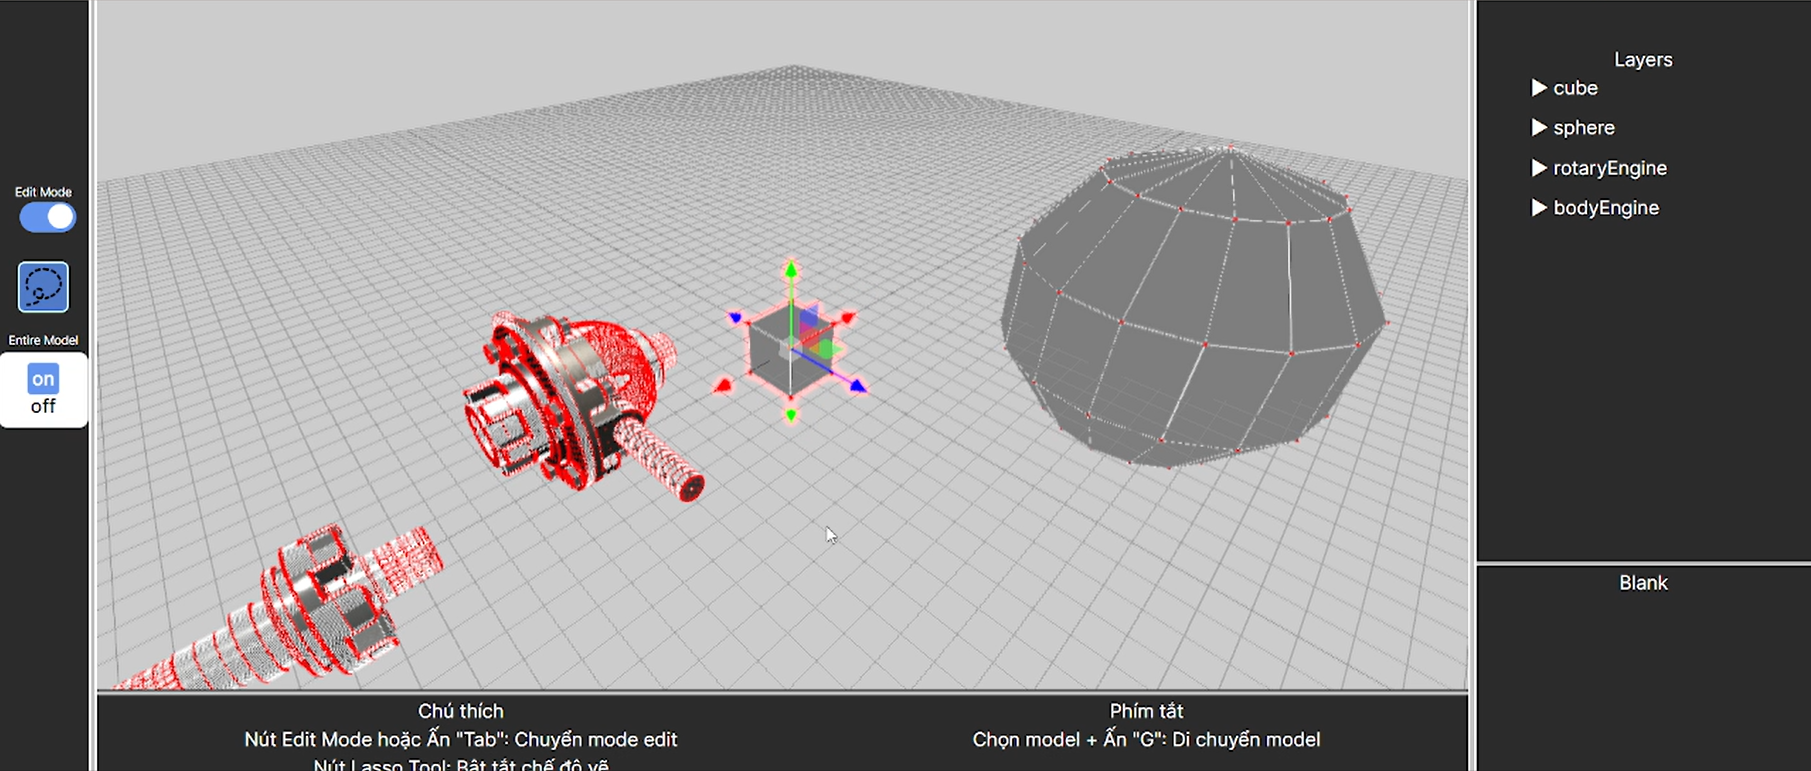 Edit Mode
Entire Model
on
off
Layers
cube
sphere
rotaryEngine
bodyEngine
Blank
Chú thích
Nút Edit Mode hoặc Ấn "Tab": Chuyển mode edit
Nút Lasso Tool: Bật tắt chế độ vẽ
Phím tắt
Chọn model + Ấn "G": Di chuyển model